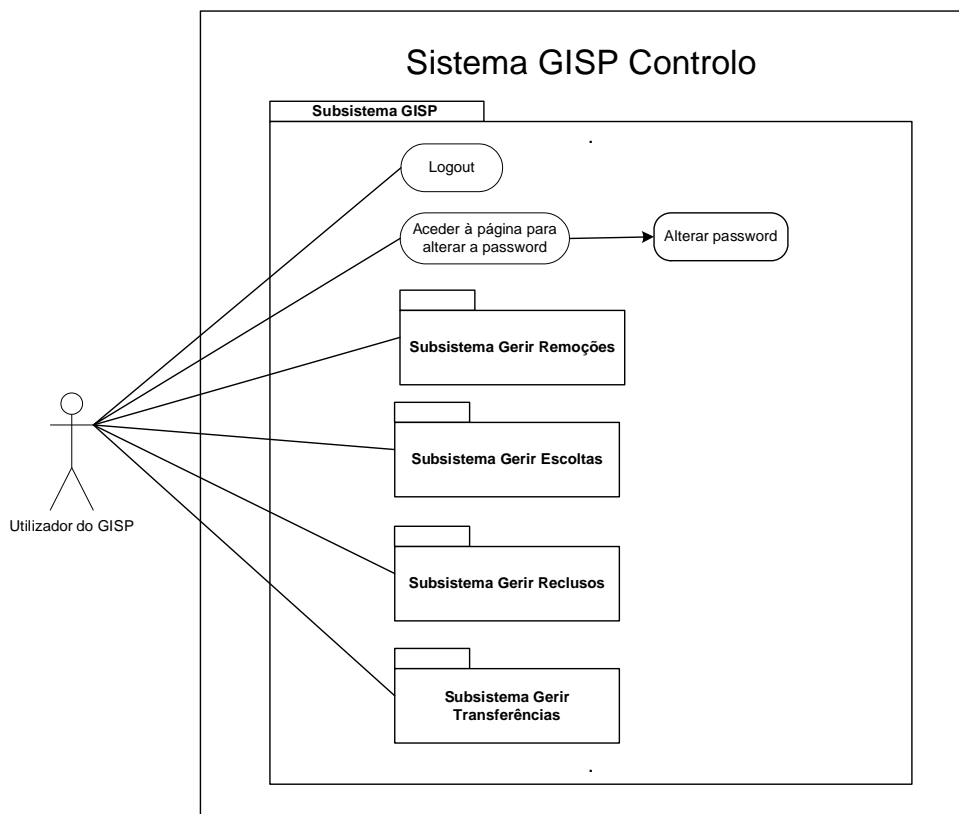 Sistema GISP Controlo
Subsistema GISP
Logout
Aceder à página para
alterar a password
Alterar password
Subsistema Gerir Remoções
Subsistema Gerir Escoltas
Utilizador do GISP
Subsistema Gerir Reclusos
Subsistema Gerir
Transferências